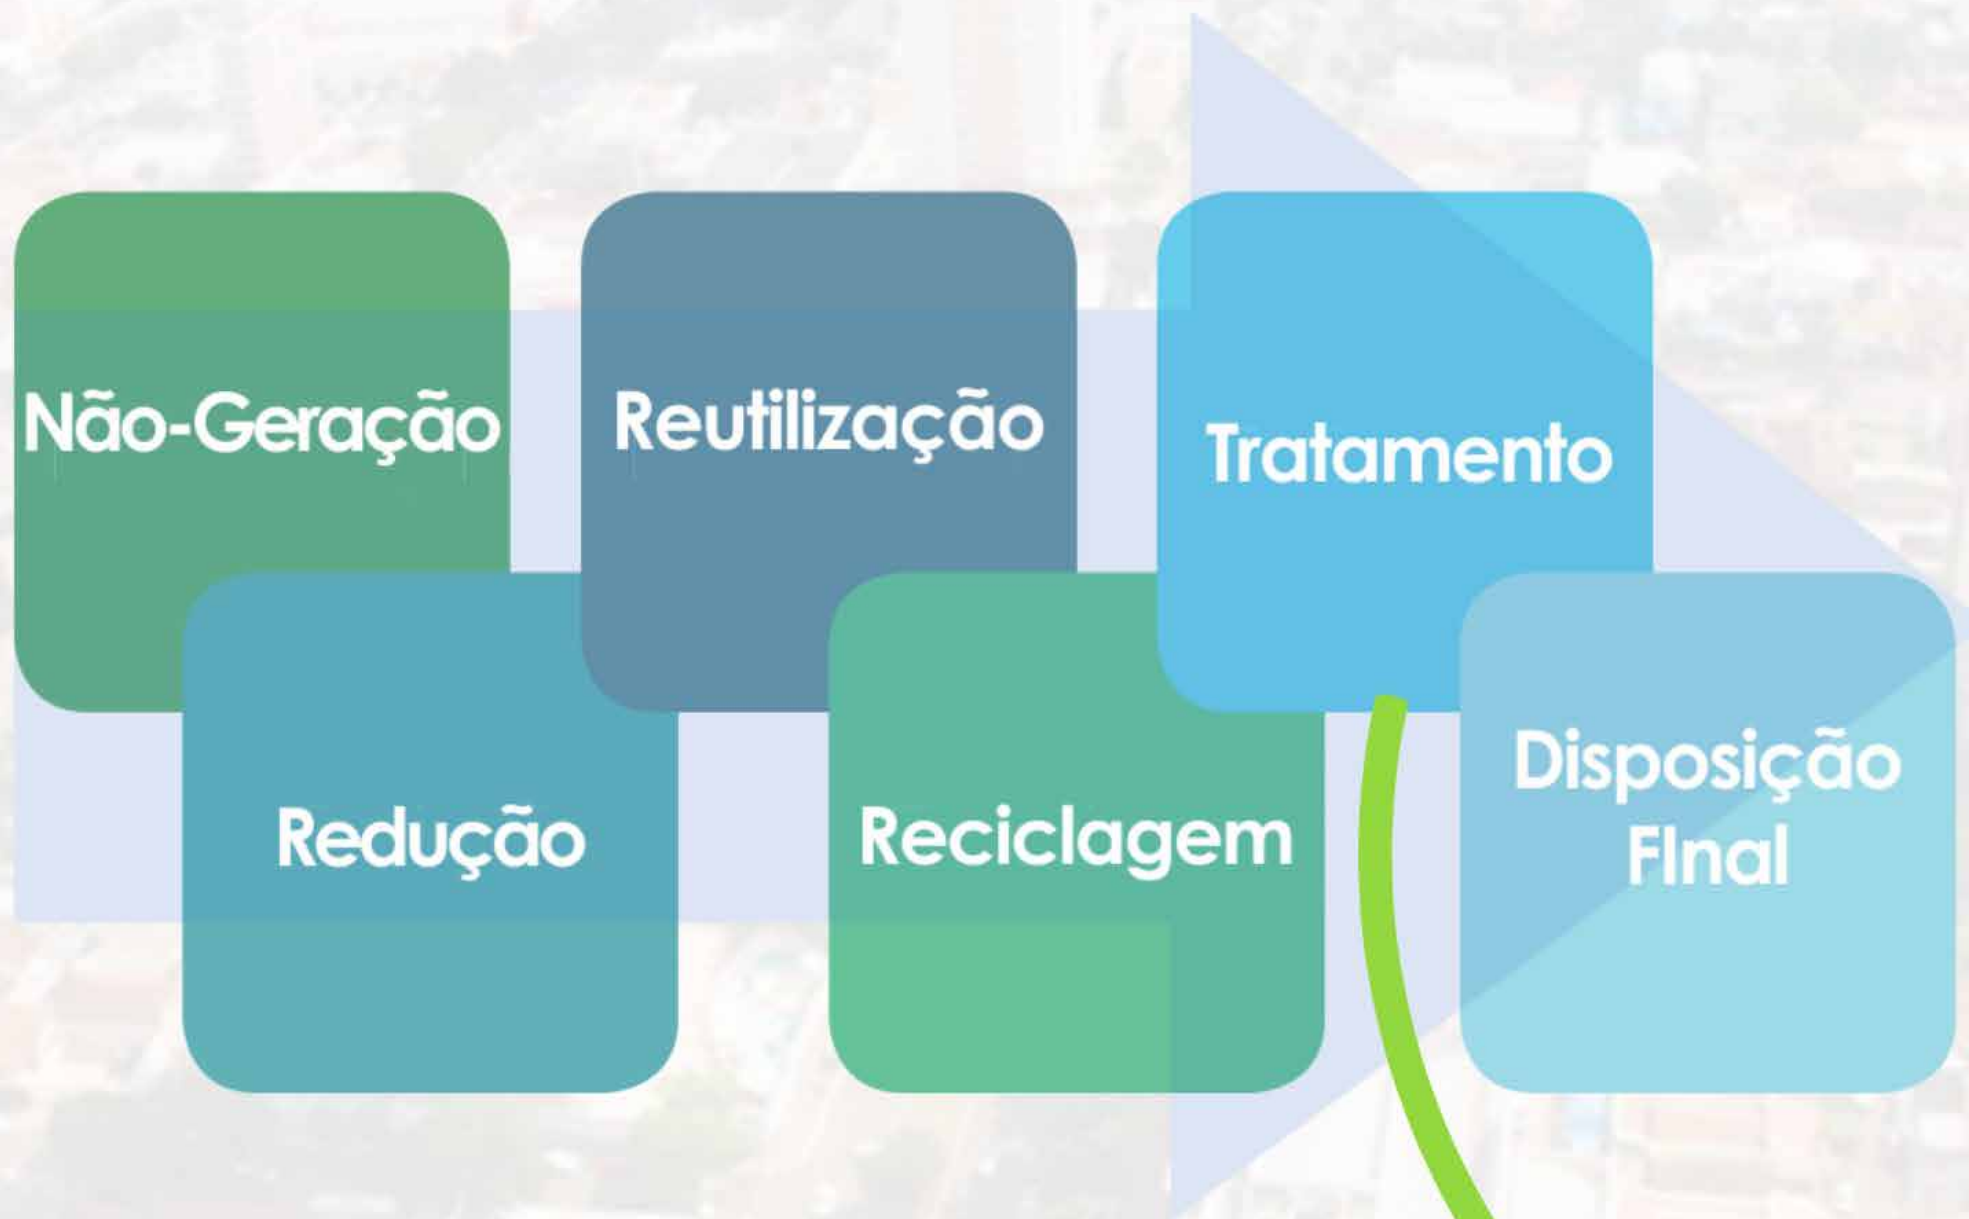 Não-Geração
Redução
Reutilização
Reciclagem
Tratamento
Disposição
FInal